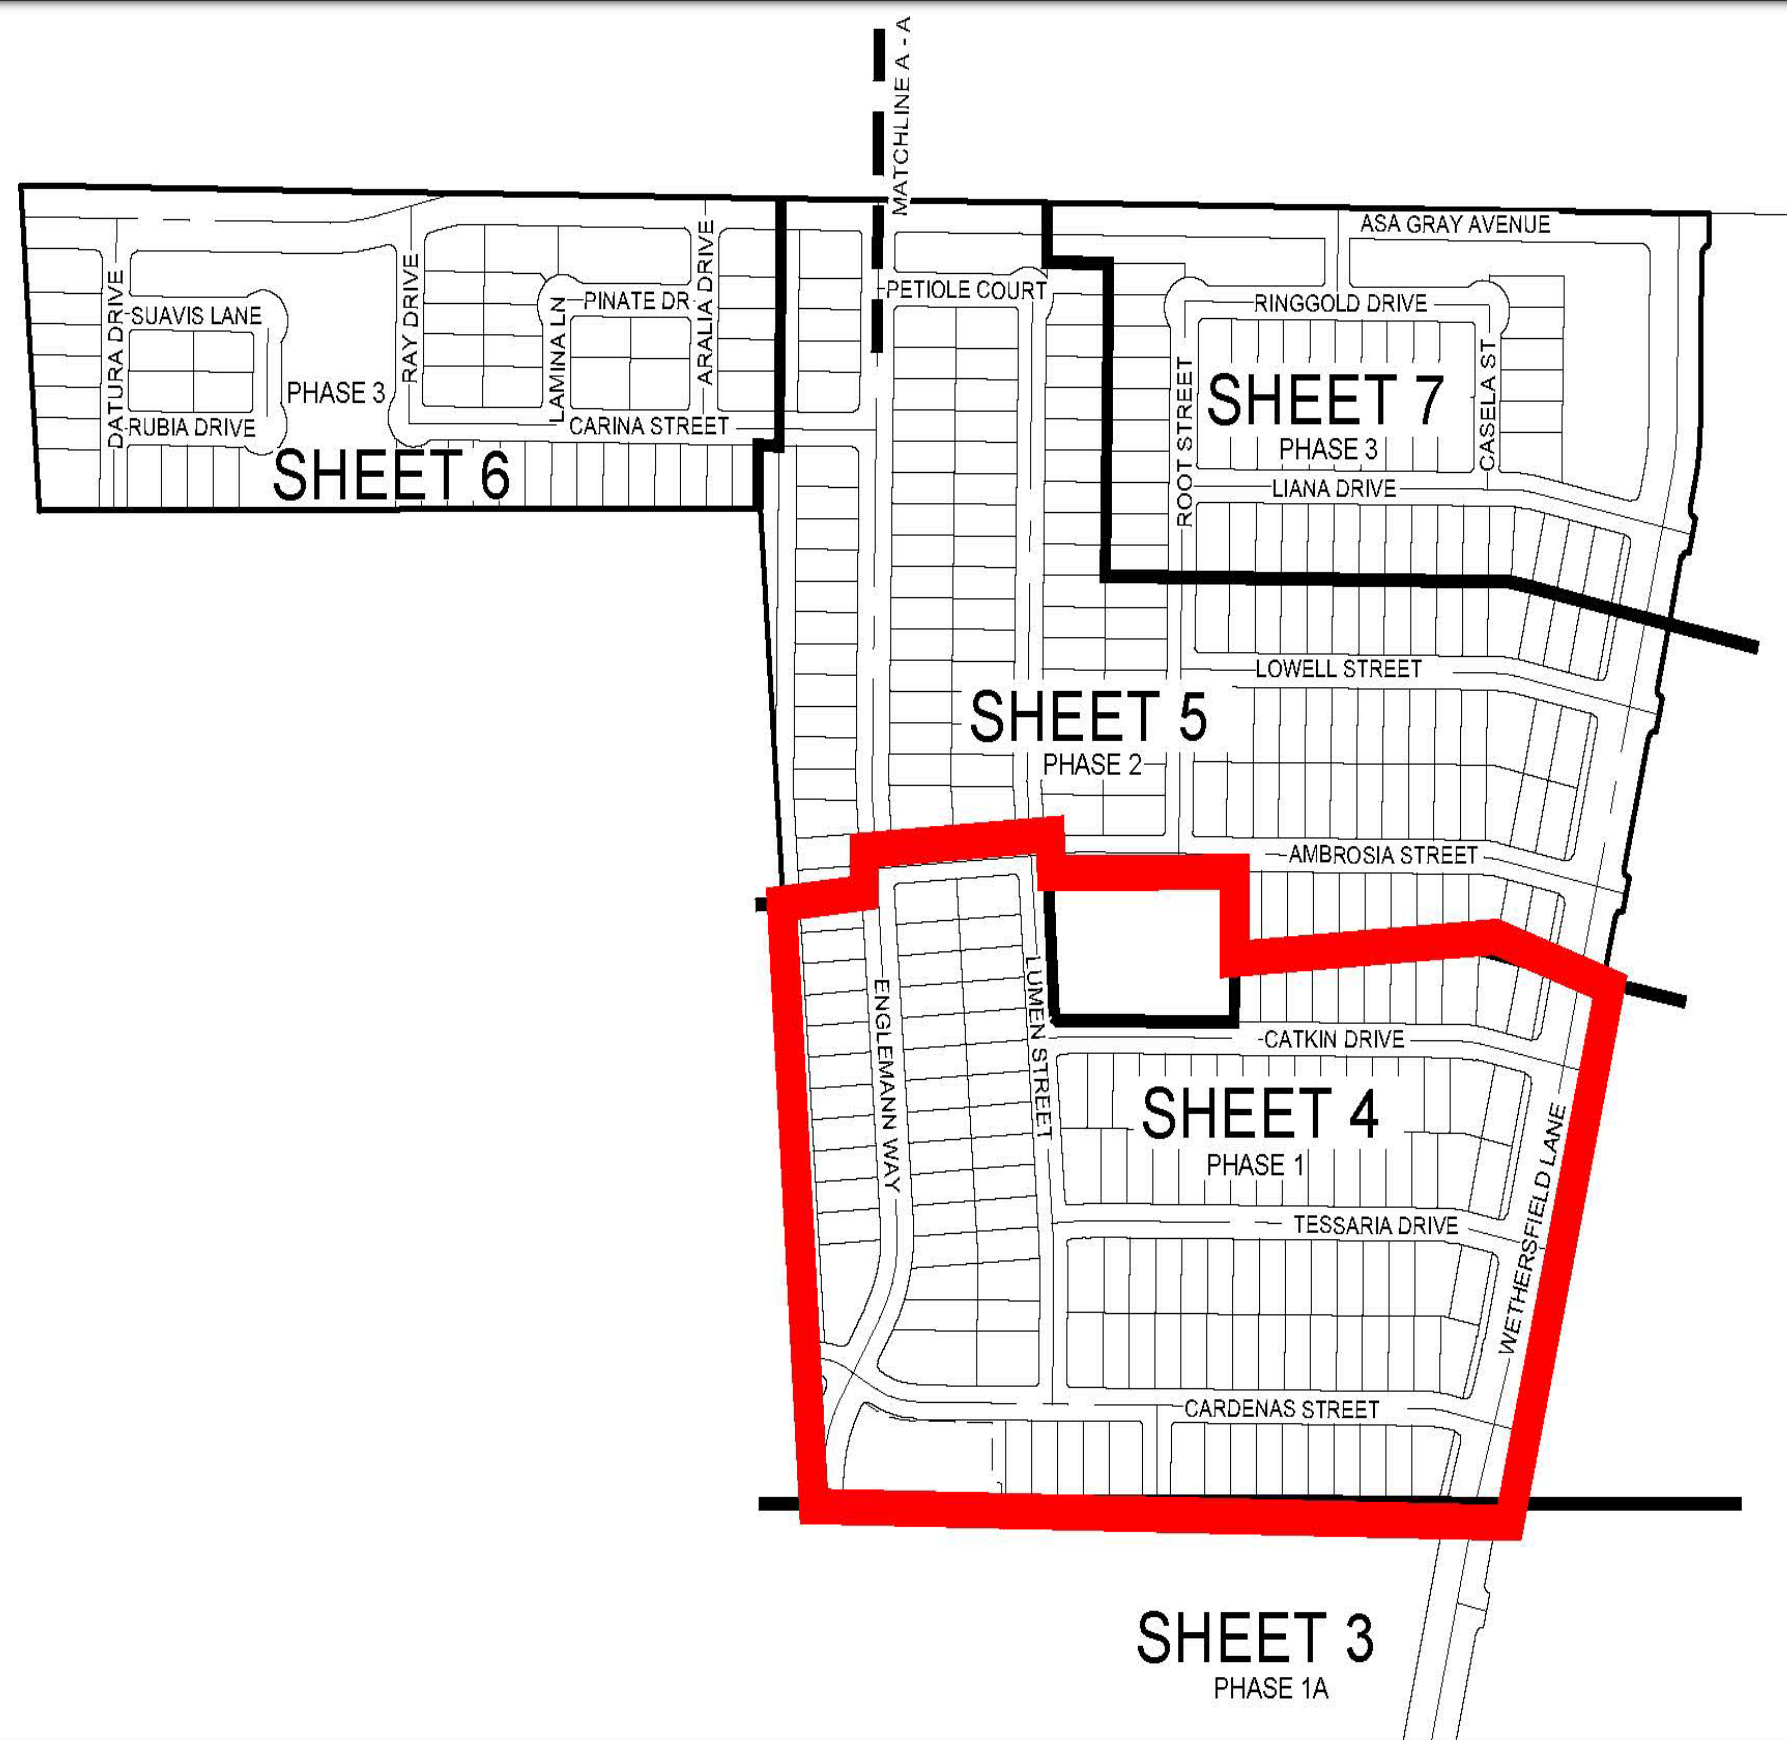 MATCHLINE A - A
ASA GRAY AVENUE
DATURA DRIVE
SUAVIS LANE
RUBIA DRIVE
PHASE 3
RAY DRIVE
LAMINA LN
PINATE DR
ARALIA DRIVE
CARINA STREET
SHEET 6
PETIOLE COURT
RINGGOLD DRIVE
ROOT STREET
SHEET 7
PHASE 3
CASELA ST
LIANA DRIVE
LOWELL STREET
SHEET 5
PHASE 2
AMBROSIA STREET
ENGLEMANN WAY
LUMEN STREET
CATKIN DRIVE
SHEET 4
PHASE 1
WETHERSFIELD LANE
TESSARIA DRIVE
CARDENAS STREET
SHEET 3
PHASE 1A